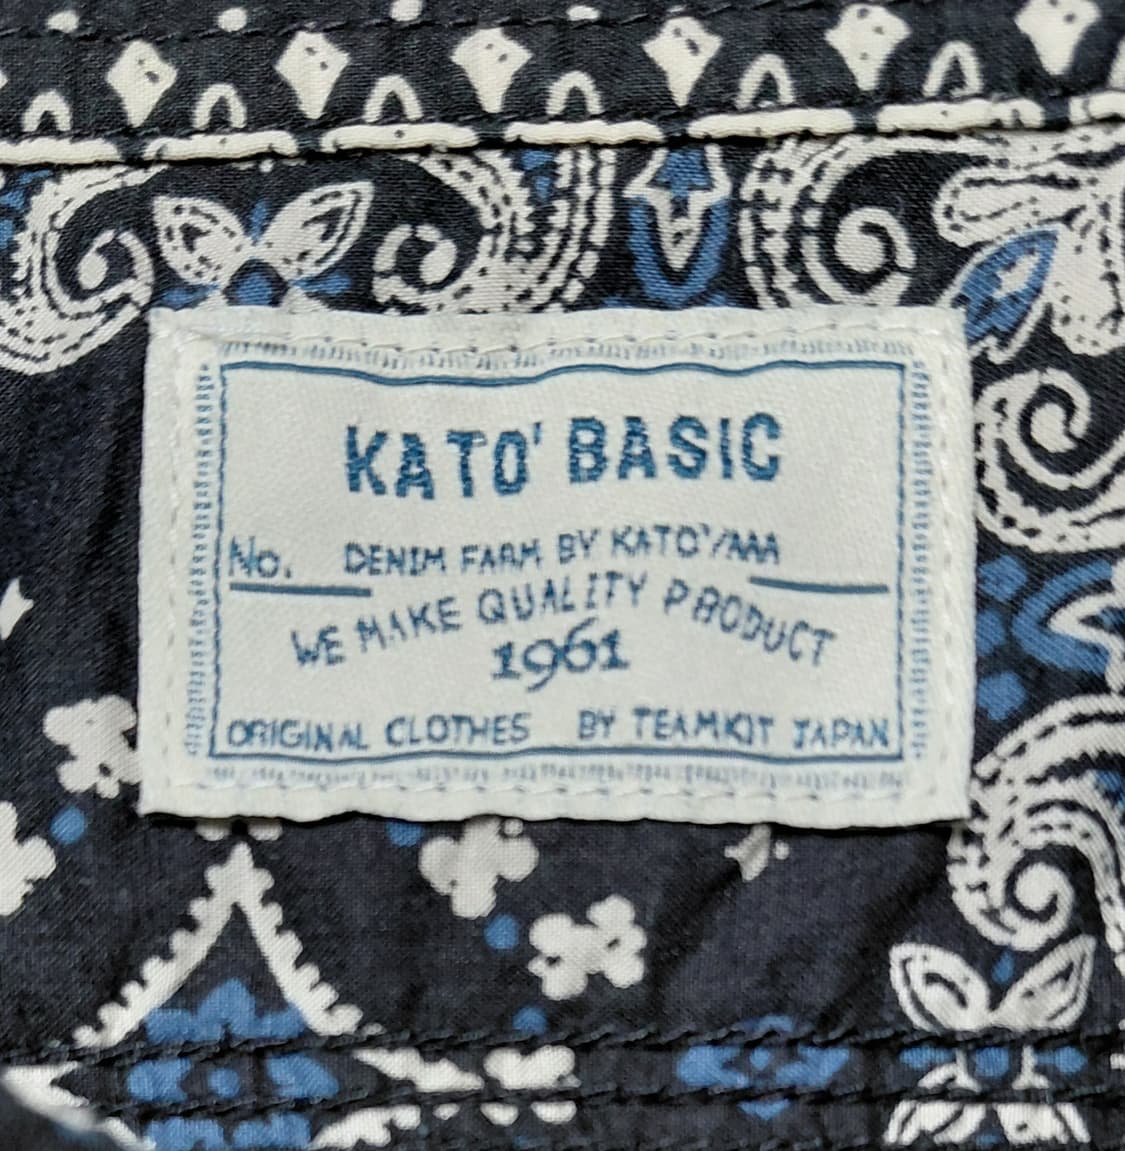 KATO' BASIC
No. DENIM FARM BY KATO'/AAA
WE MAKE QUALITY PRODUCT
1961
ORIGINAL CLOTHES BY TEAMKIT JAPAN